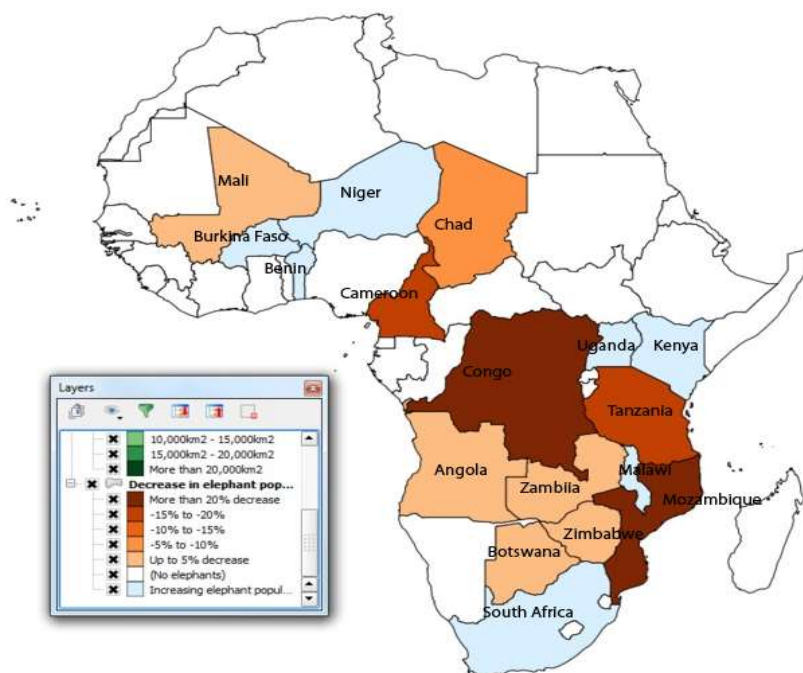 Mali
Niger
Chad
Burkina Faso
Benin
Cameroon
Uganda
Kenya
Congo
Tanzania
Angola
Malawi
Zambiia
Mozambique
Zimbabwe
Botswana
South Africa
Layers
10,000km2 - 15,000km2
15,000km2 - 20,000km2
More than 20,000km2
Decrease in elephant pop...
More than 20% decrease
-15% to -20%
-10% to -15%
-5% to -10%
Up to 5% decrease
(No elephants)
Increasing elephant popul...